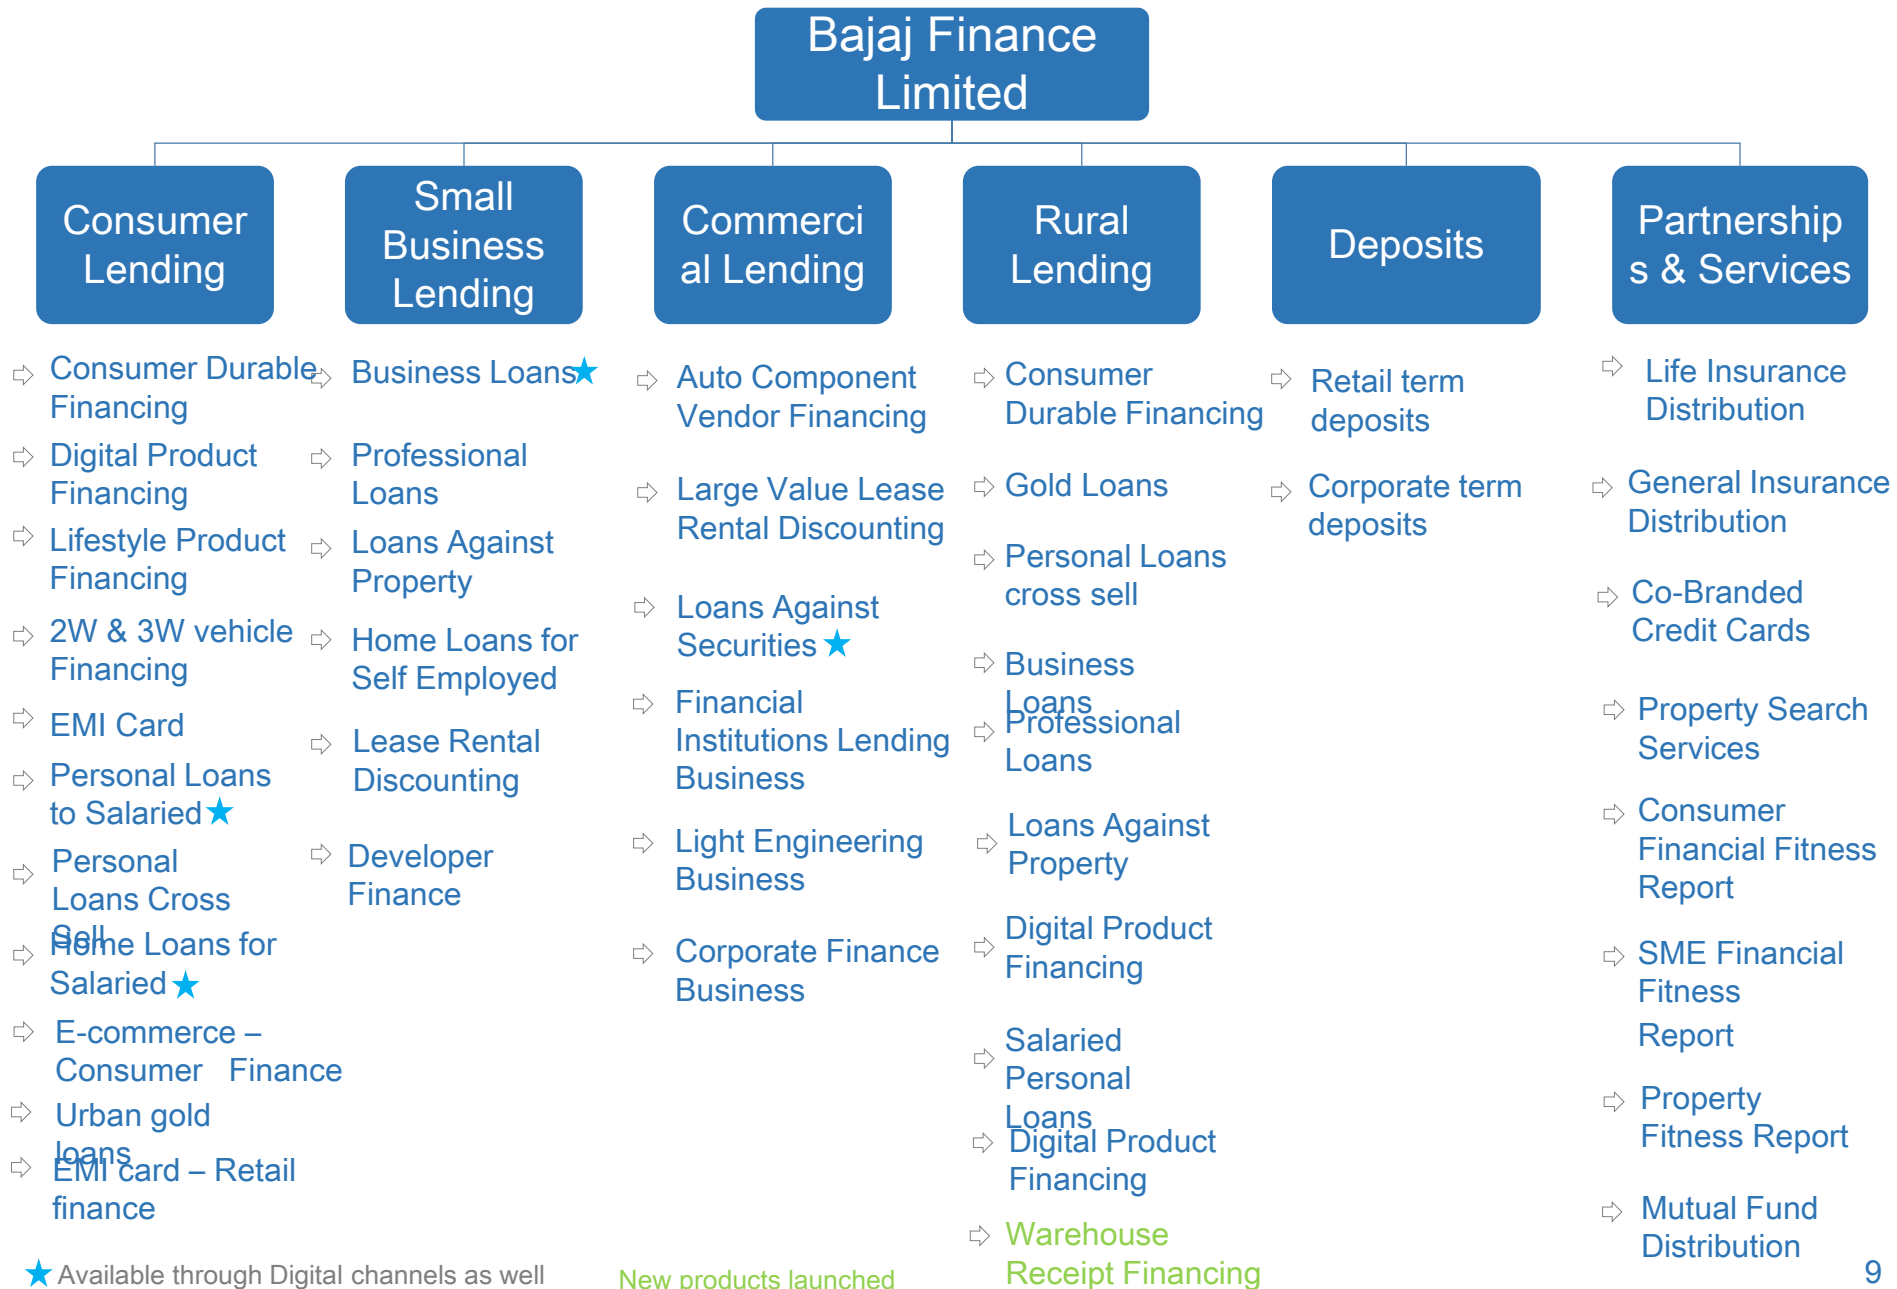 Bajaj Finance
Limited
Consumer
Lending
Small
Business
Lending
Commerci
al Lending
Rural
Lending
Deposits
Partnership
s & Services
Consumer Durable
Financing
Digital Product
Financing
Lifestyle Product
Financing
2W & 3W vehicle
Financing
EMI Card
Personal Loans
to Salaried
Personal
Loans Cross
Sell
Home Loans for
Salaried
E-commerce –
Consumer Finance
Urban gold
loans
EMI card – Retail
finance
Business Loans
Professional
Loans
Loans Against
Property
Home Loans for
Self Employed
Lease Rental
Discounting
Developer
Finance
Auto Component
Vendor Financing
Large Value Lease
Rental Discounting
Loans Against
Securities
Financial
Institutions Lending
Business
Light Engineering
Business
Corporate Finance
Business
Consumer
Durable Financing
Gold Loans
Personal Loans
cross sell
Business
Loans
Professional
Loans
Loans Against
Property
Digital Product
Financing
Salaried
Personal
Loans
Digital Product
Financing
Warehouse
Receipt Financing
Retail term
deposits
Corporate term
deposits
Life Insurance
Distribution
General Insurance
Distribution
Co-Branded
Credit Cards
Property Search
Services
Consumer
Financial Fitness
Report
SME Financial
Fitness
Report
Property
Fitness Report
Mutual Fund
Distribution
Available through Digital channels as well
New products launched
9